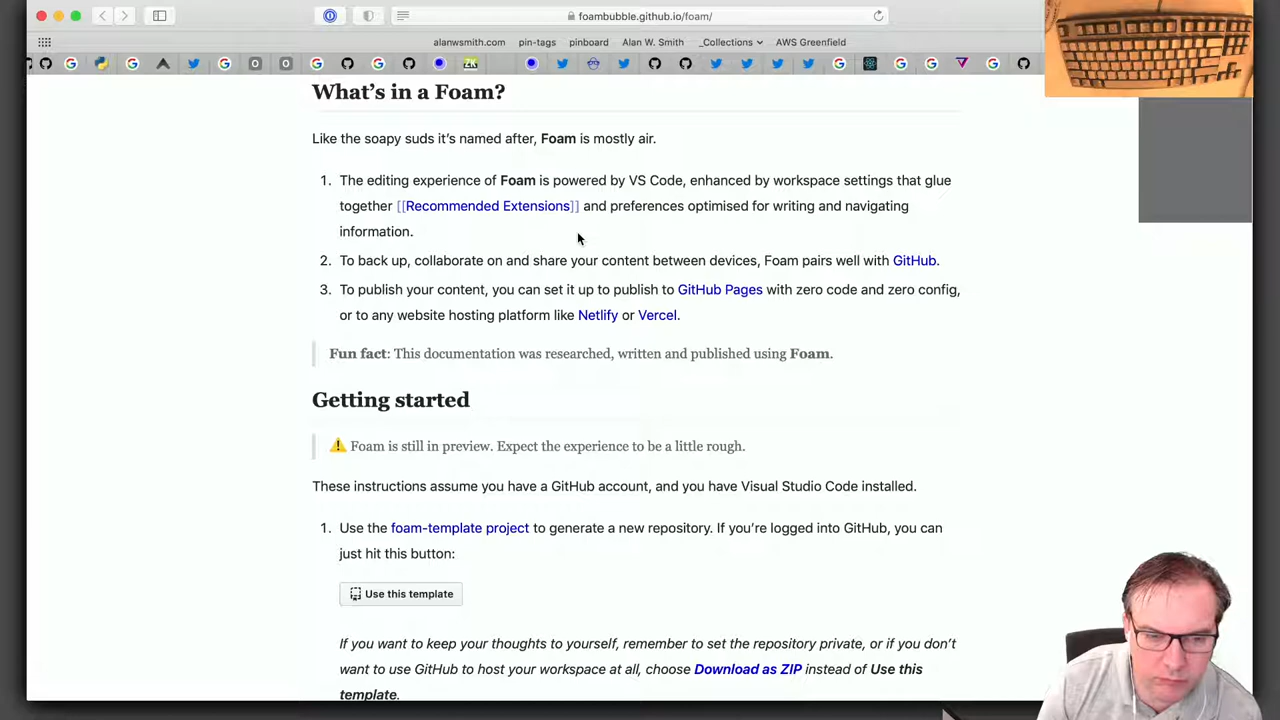 foambubble.github.io/foam/
alanwsmith.com pin-tags pinboard Alan W. Smith _Collections AWS Greenfield
What's in a Foam?
Like the soapy suds it's named after, Foam is mostly air.
1. The editing experience of Foam is powered by VS Code, enhanced by workspace settings that glue
together [[Recommended Extensions]] and preferences optimised for writing and navigating
information.
2. To back up, collaborate on and share your content between devices, Foam pairs well with GitHub.
3. To publish your content, you can set it up to publish to GitHub Pages with zero code and zero config,
or to any website hosting platform like Netlify or Vercel.
Fun fact: This documentation was researched, written and published using Foam.
Getting started
⚠️ Foam is still in preview. Expect the experience to be a little rough.
These instructions assume you have a GitHub account, and you have Visual Studio Code installed.
1. Use the foam-template project to generate a new repository. If you're logged into GitHub, you can
just hit this button:
Use this template
If you want to keep your thoughts to yourself, remember to set the repository private, or if you don't
want to use GitHub to host your workspace at all, choose Download as ZIP instead of Use this
template.